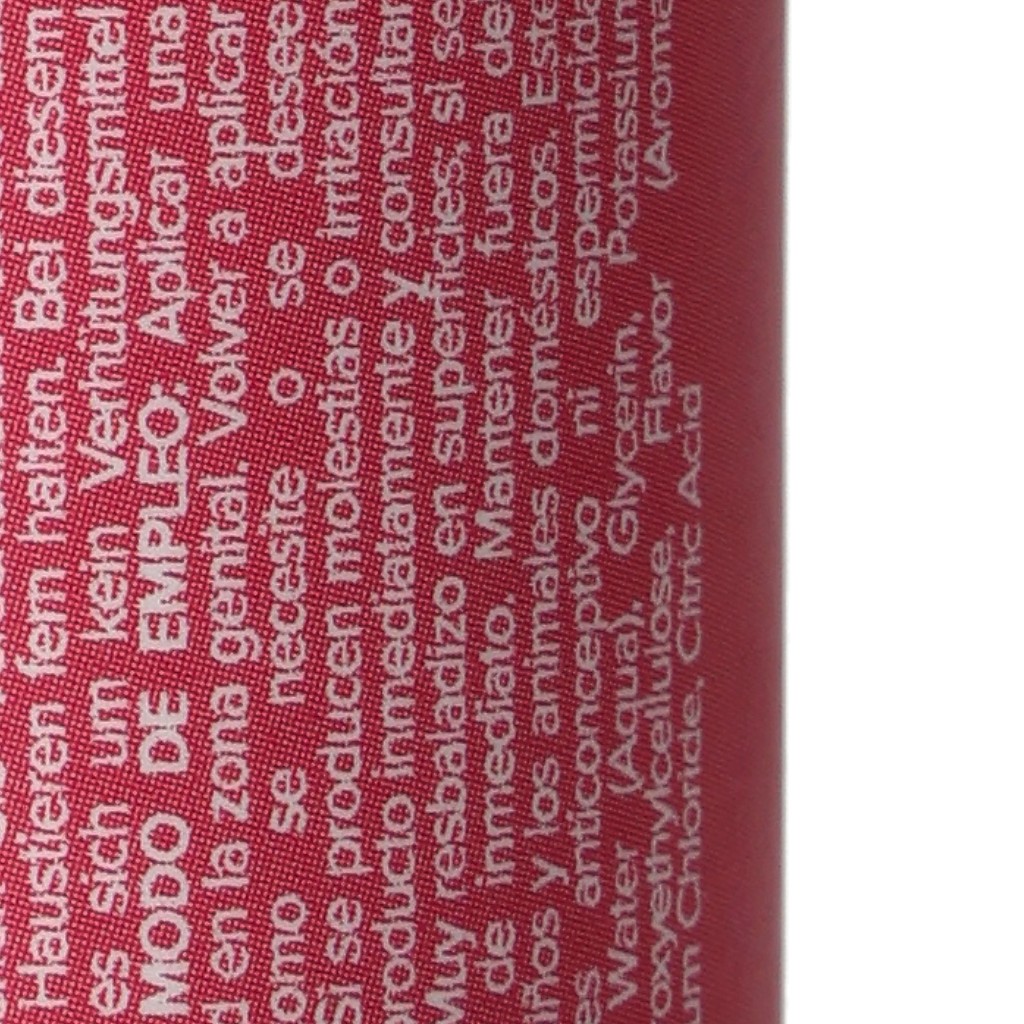 Haustieren fern halten. Bei diesem
es sich um kein Verhütungsmittel
MODO DE EMPLEO: Aplicar una
d en la zona genital. Volver a aplicar
omo se necesite o se desee
Si se producen molestias o irritación
producto inmediatamente y consultar
Muy resbaladizo en superficies; si se
de inmediato. Mantener fuera del
iños y los animales domésticos. Este
es anticonceptivo ni espermicida
Water (Aqua), Glycerin, Potassium
oxyethylcellulose, Flavor (Aroma
um Chloride, Citric Acid